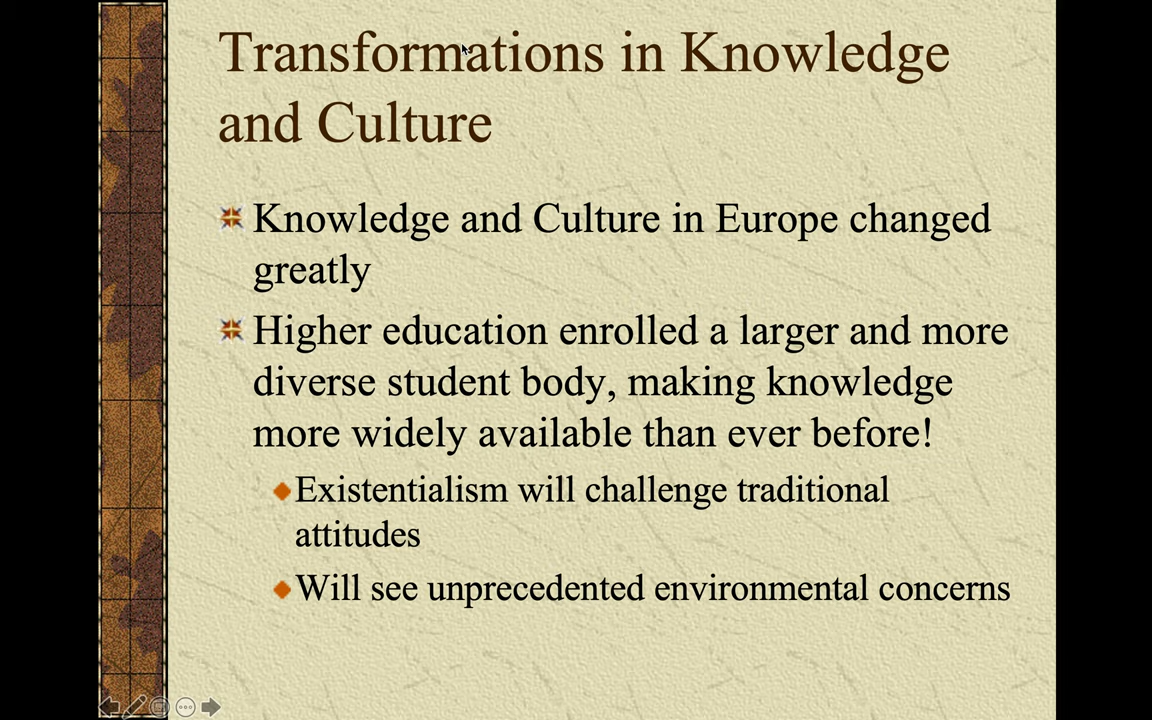 Transformations in Knowledge
and Culture
Knowledge and Culture in Europe changed
greatly
Higher education enrolled a larger and more
diverse student body, making knowledge
more widely available than ever before!
Existentialism will challenge traditional
attitudes
Will see unprecedented environmental concerns